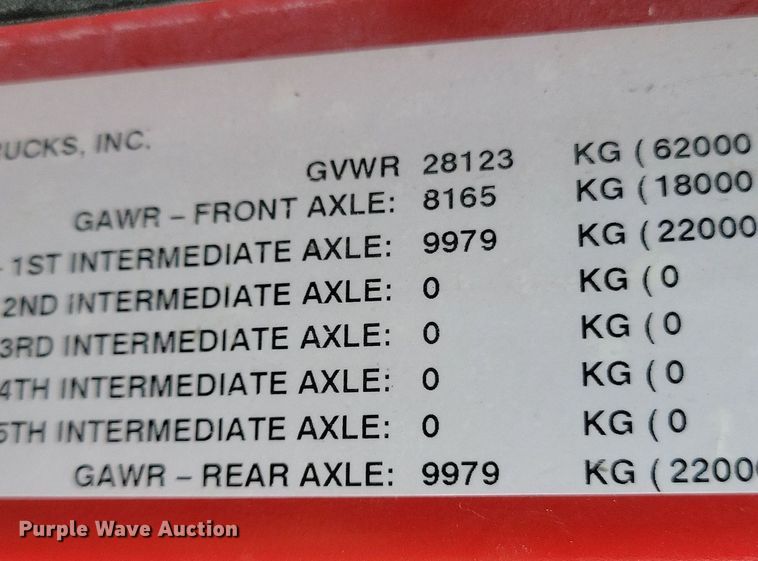 RUCKS, INC.
GVWR 28123 KG ( 62000
GAWR – FRONT AXLE: 8165 KG ( 18000
- 1ST INTERMEDIATE AXLE: 9979 KG ( 22000
2ND INTERMEDIATE AXLE: 0 KG ( 0
3RD INTERMEDIATE AXLE: 0 KG ( 0
4TH INTERMEDIATE AXLE: 0 KG ( 0
5TH INTERMEDIATE AXLE: 0 KG ( 0
GAWR – REAR AXLE: 9979 KG ( 22000
Purple Wave Auction